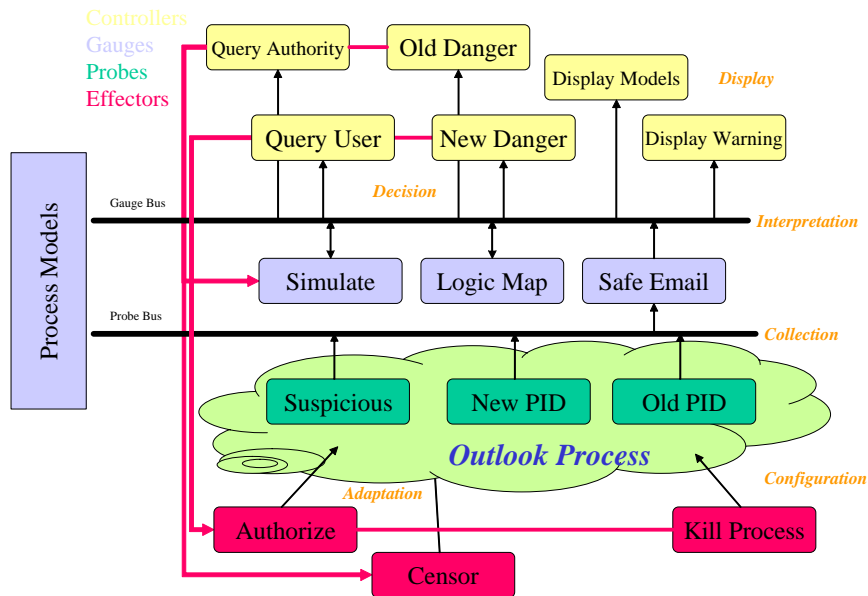 Controllers
Gauges
Probes
Effectors
Query Authority
Old Danger
Display Models
Display
Query User
New Danger
Display Warning
Decision
Gauge Bus
Interpretation
Process Models
Simulate
Logic Map
Safe Email
Probe Bus
Collection
Suspicious
New PID
Old PID
Outlook Process
Adaptation
Configuration
Authorize
Kill Process
Censor